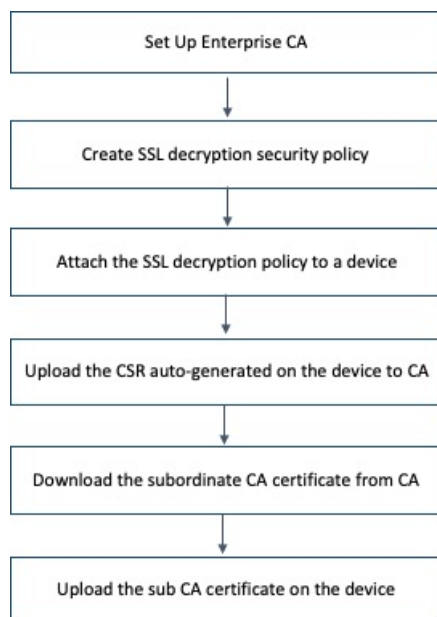 Set Up Enterprise CA
Create SSL decryption security policy
Attach the SSL decryption policy to a device
Upload the CSR auto-generated on the device to CA
Download the subordinate CA certificate from CA
Upload the sub CA certificate on the device